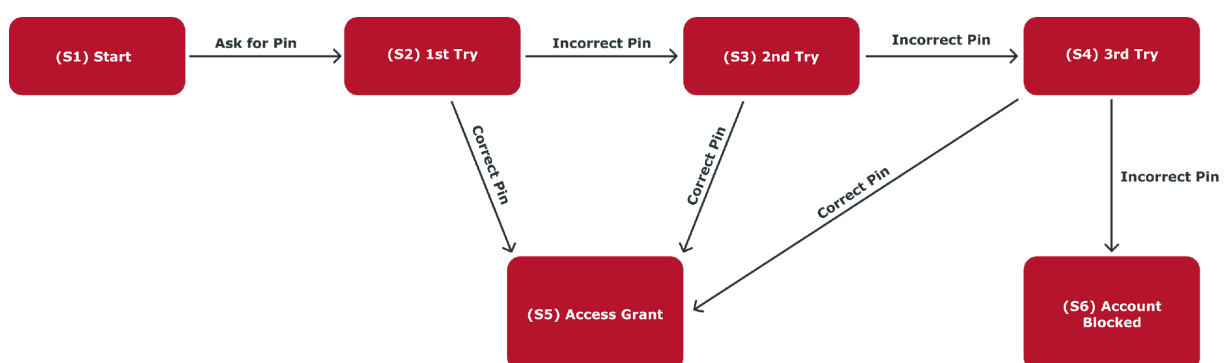 (S1) Start
Ask for Pin
(S2) 1st Try
Incorrect Pin
(S3) 2nd Try
Incorrect Pin
(S4) 3rd Try
Correct Pin
Correct Pin
Correct Pin
Incorrect Pin
(S5) Access Grant
(S6) Account
Blocked